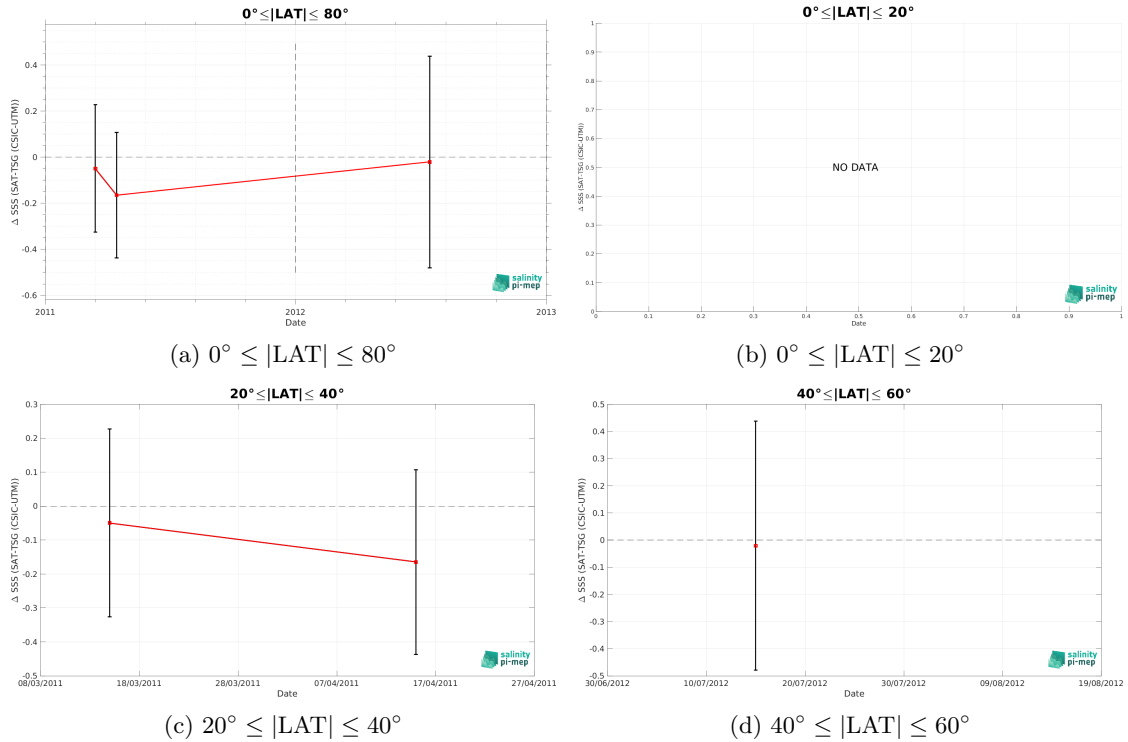 0°≤|LAT|≤ 80°
Δ SSS (SAT-TSG (CSIC-UTM))
0.4
0.2
0
-0.2
-0.4
-0.6
2011
2012
2013
Date
salinity
pi-mep
(a) 0° ≤ |LAT| ≤ 80°
0°≤|LAT|≤ 20°
Δ SSS (SAT-TSG (CSIC-UTM))
1
0.9
0.8
0.7
0.6
0.5
0.4
0.3
0.2
0.1
0
NO DATA
0
0.1
0.2
0.3
0.4
0.5
0.6
0.7
0.8
0.9
1
Date
salinity
pi-mep
(b) 0° ≤ |LAT| ≤ 20°
20°≤|LAT|≤ 40°
Δ SSS (SAT-TSG (CSIC-UTM))
0.3
0.2
0.1
0
-0.1
-0.2
-0.3
-0.4
-0.5
08/03/2011
18/03/2011
28/03/2011
07/04/2011
17/04/2011
27/04/2011
Date
salinity
pi-mep
(c) 20° ≤ |LAT| ≤ 40°
40°≤|LAT|≤ 60°
Δ SSS (SAT-TSG (CSIC-UTM))
0.5
0.4
0.3
0.2
0.1
0
-0.1
-0.2
-0.3
-0.4
-0.5
30/06/2012
10/07/2012
20/07/2012
30/07/2012
09/08/2012
19/08/2012
Date
salinity
pi-mep
(d) 40° ≤ |LAT| ≤ 60°